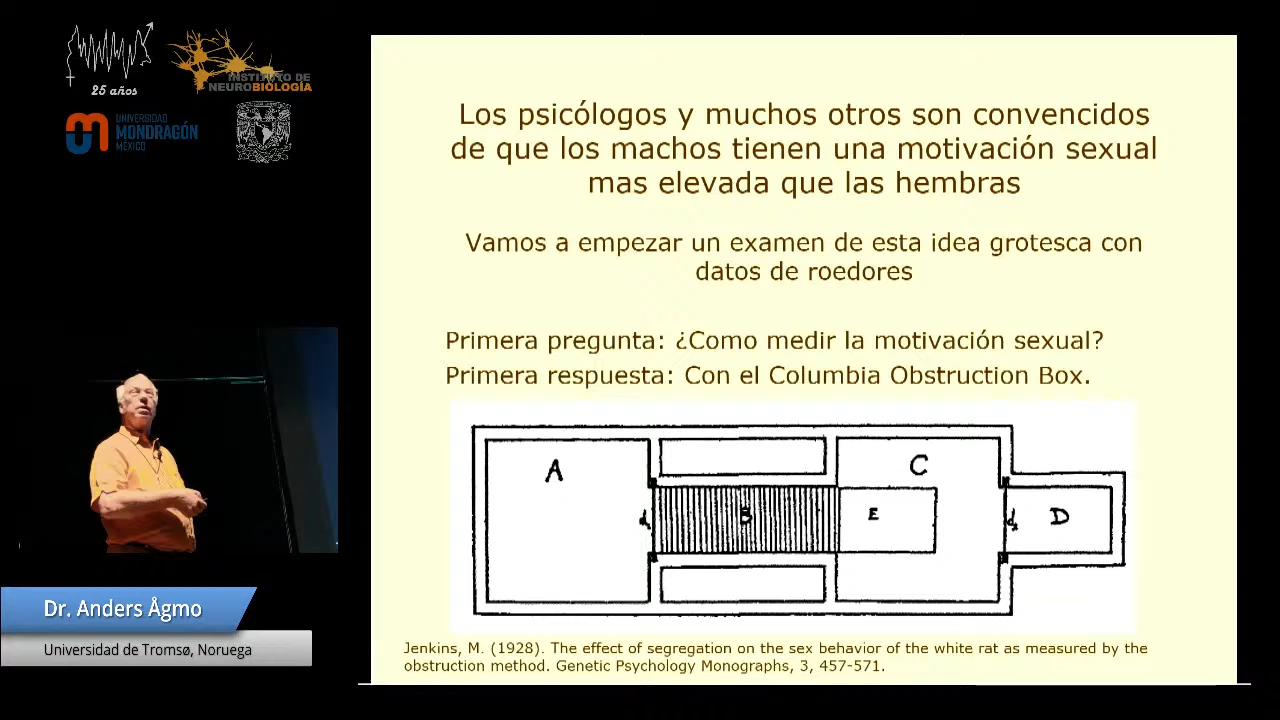 25 años
INSTITUTO DE
NEUROBIOLOGÍA
UNIVERSIDAD
MONDRAGÓN
MÉXICO
Los psicólogos y muchos otros son convencidos
de que los machos tienen una motivación sexual
mas elevada que las hembras
Vamos a empezar un examen de esta idea grotesca con
datos de roedores
Primera pregunta: ¿Como medir la motivación sexual?
Primera respuesta: Con el Columbia Obstruction Box.
A
C
d
B
E
d
D
Jenkins, M. (1928). The effect of segregation on the sex behavior of the white rat as measured by the
obstruction method. Genetic Psychology Monographs, 3, 457-571.
Dr. Anders Ågmo
Universidad de Tromsø, Noruega